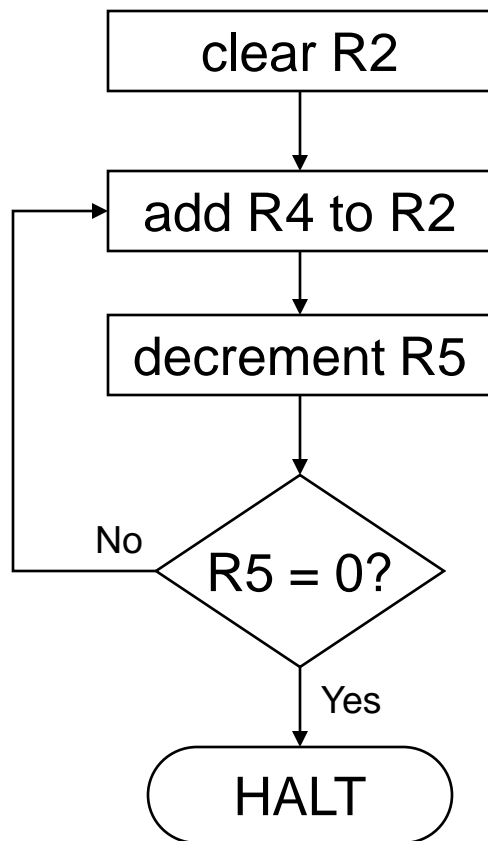 clear R2
add R4 to R2
decrement R5
No
R5 = 0?
Yes
HALT